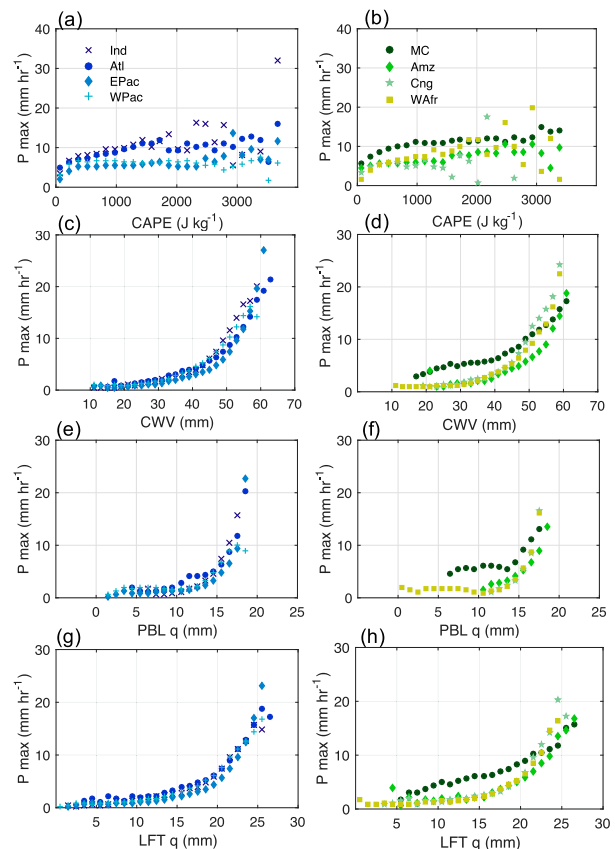 (a)
Ind
Atl
EPac
WPac
P max (mm hr⁻¹)
40
30
20
10
0
0
1000
2000
3000
CAPE (J kg⁻¹)
(b)
MC
Amz
Cng
WAfr
P max (mm hr⁻¹)
40
30
20
10
0
0
1000
2000
3000
CAPE (J kg⁻¹)
(c)
P max (mm hr⁻¹)
30
20
10
0
0
10
20
30
40
50
60
70
CWV (mm)
(d)
P max (mm hr⁻¹)
30
20
10
0
0
10
20
30
40
50
60
70
CWV (mm)
(e)
P max (mm hr⁻¹)
30
20
10
0
0
5
10
15
20
25
PBL q (mm)
(f)
P max (mm hr⁻¹)
30
20
10
0
0
5
10
15
20
25
PBL q (mm)
(g)
P max (mm hr⁻¹)
30
20
10
0
5
10
15
20
25
30
LFT q (mm)
(h)
P max (mm hr⁻¹)
30
20
10
0
5
10
15
20
25
30
LFT q (mm)